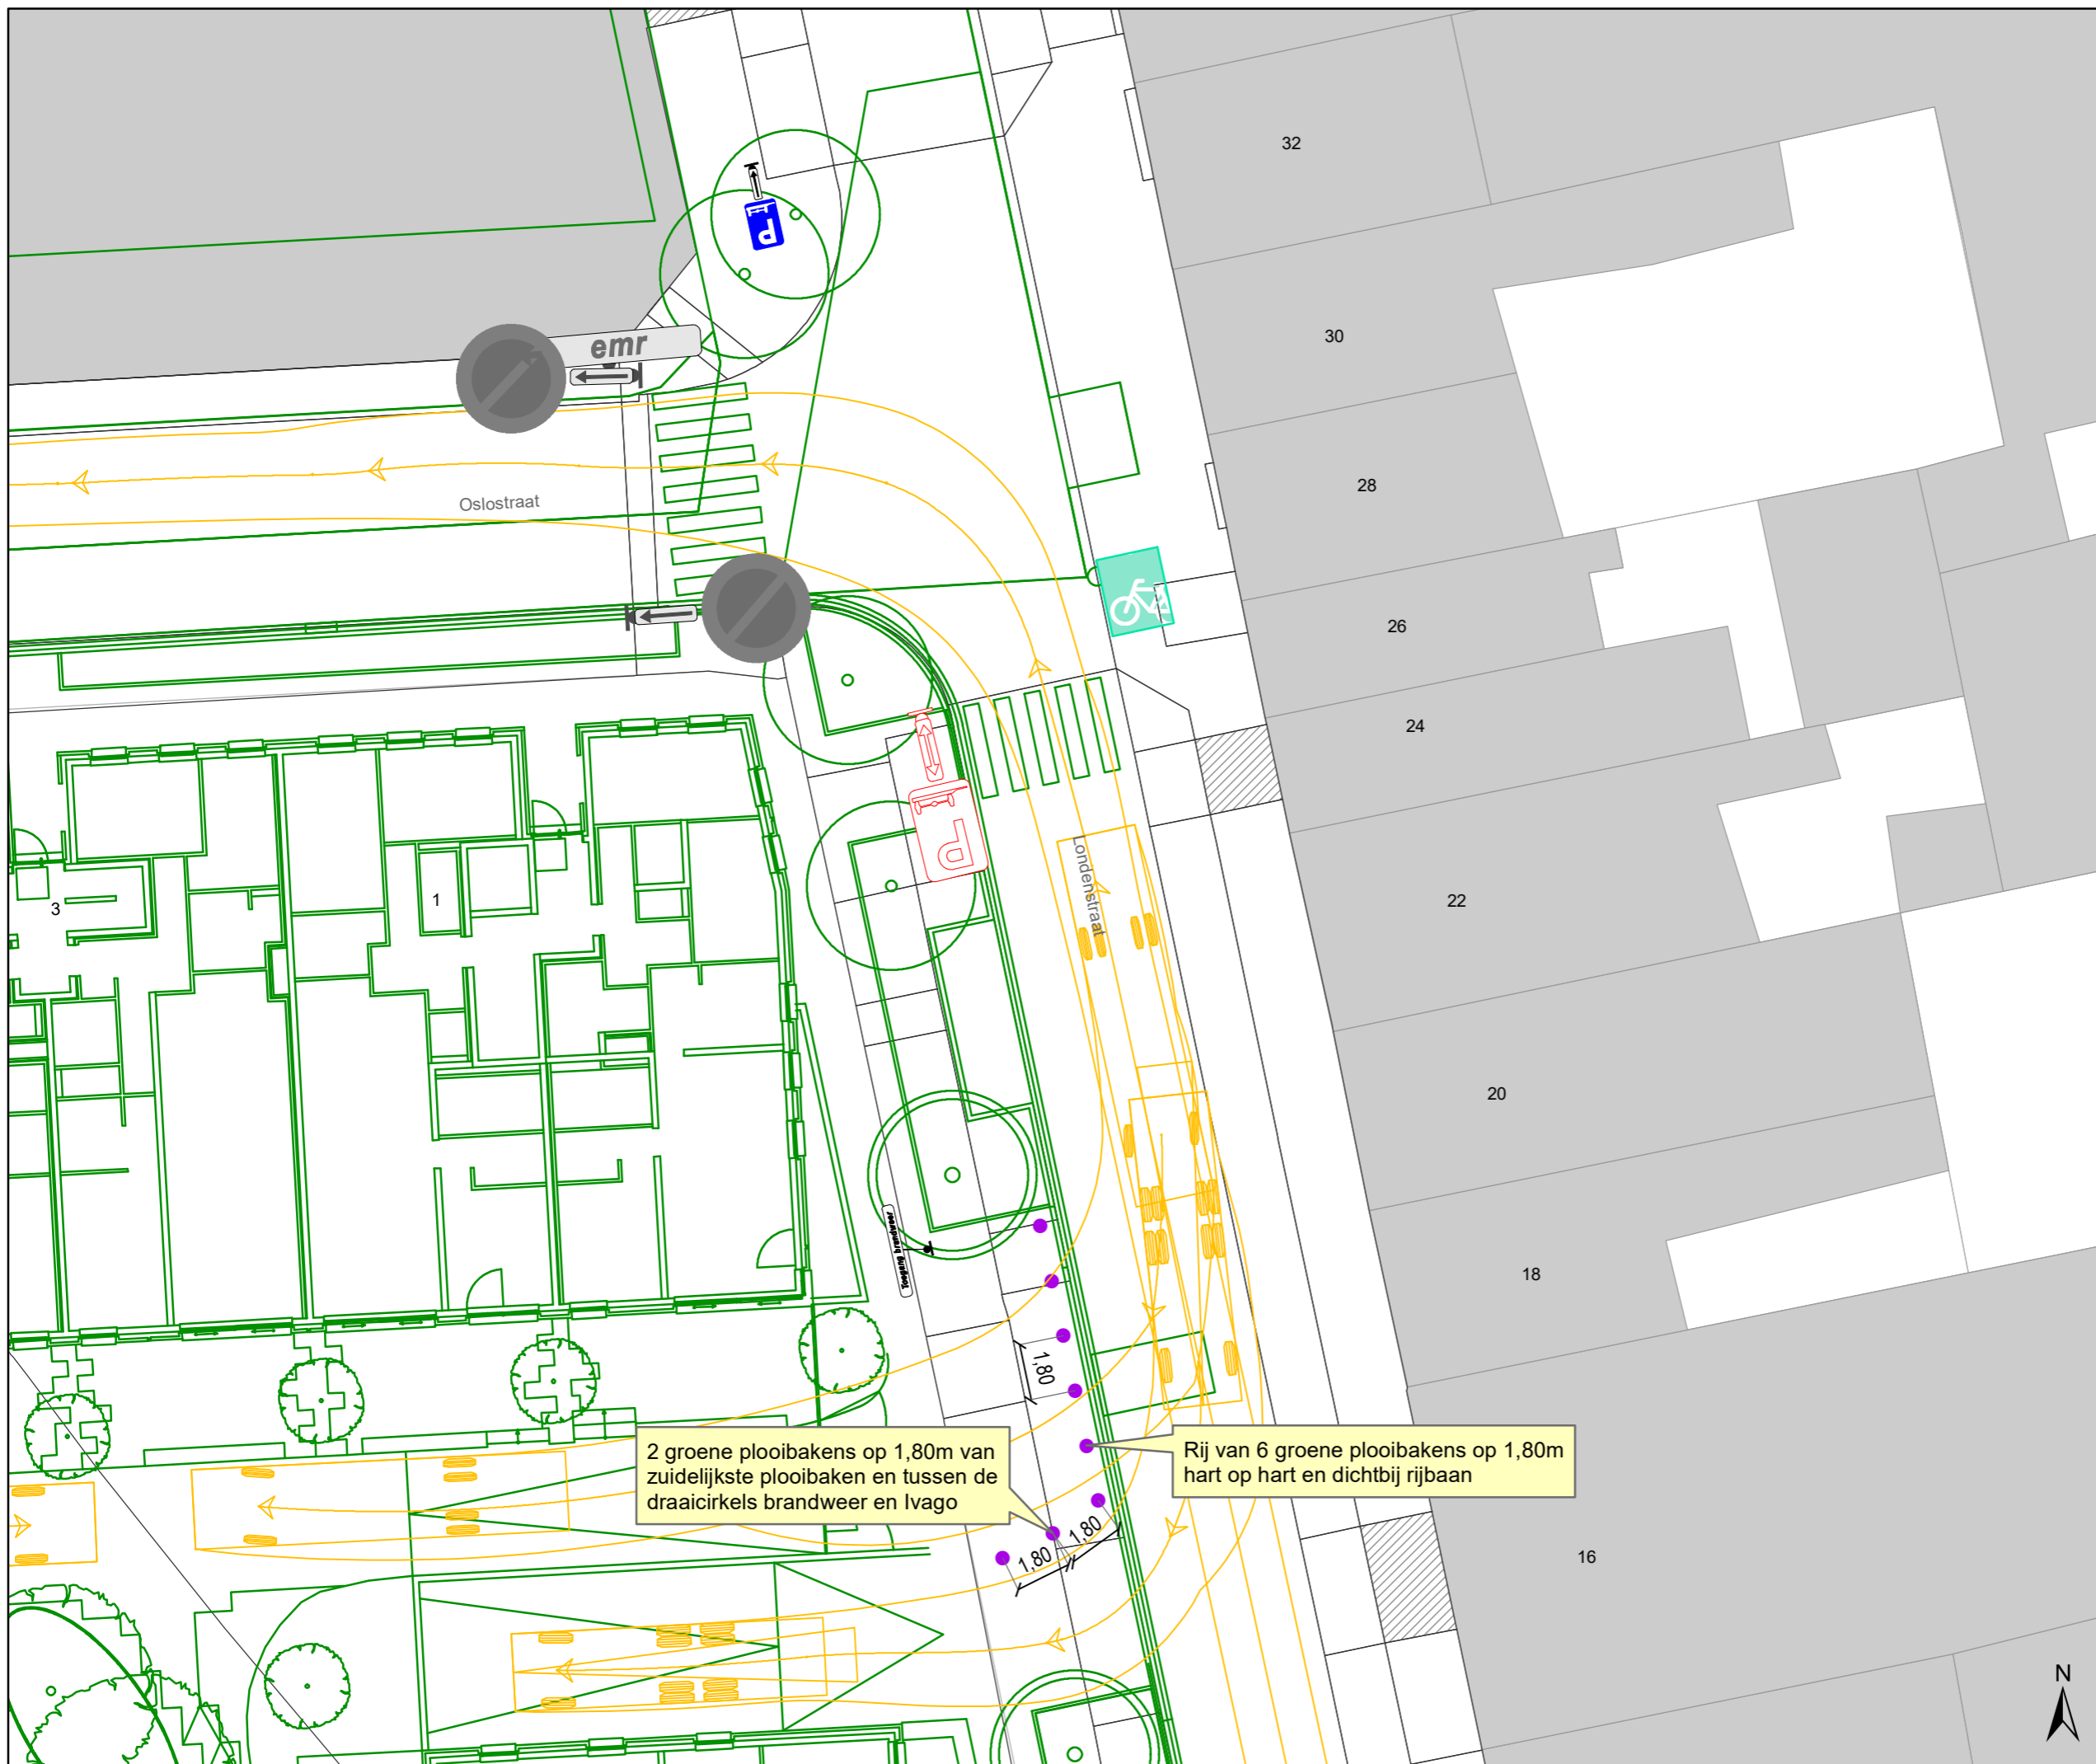 32
30
emr
28
Oslostraat
26
24
P
P
Londenstraat
22
1
3
20
Toegang brandweer
18
1,80
2 groene plooibakens op 1,80m van
zuidelijkste plooibaken en tussen de
draaicirkels brandweer en Ivago
Rij van 6 groene plooibakens op 1,80m
hart op hart en dichtbij rijbaan
1,80
1,80
16
N